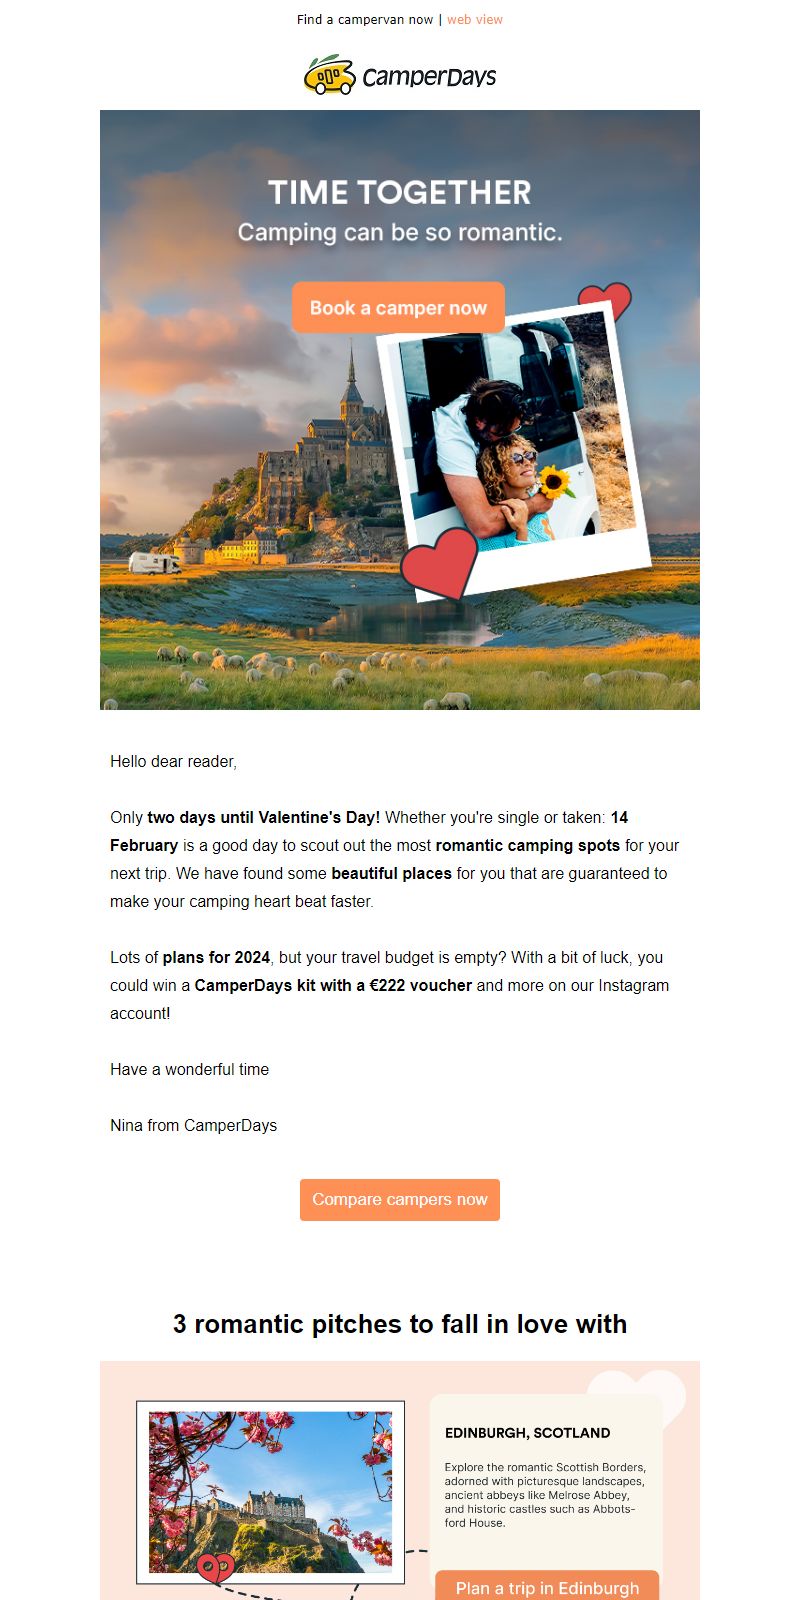 Find a campervan now | web view
CamperDays
TIME TOGETHER
Camping can be so romantic.
Book a camper now
Hello dear reader,
Only two days until Valentine's Day! Whether you're single or taken: 14
February is a good day to scout out the most romantic camping spots for your
next trip. We have found some beautiful places for you that are guaranteed to
make your camping heart beat faster.
Lots of plans for 2024, but your travel budget is empty? With a bit of luck, you
could win a CamperDays kit with a €222 voucher and more on our Instagram
account!
Have a wonderful time
Nina from CamperDays
Compare campers now
3 romantic pitches to fall in love with
EDINBURGH, SCOTLAND
Explore the romantic Scottish Borders,
adorned with picturesque landscapes,
ancient abbeys like Melrose Abbey,
and historic castles such as Abbots-
ford House.
Plan a trip in Edinburgh